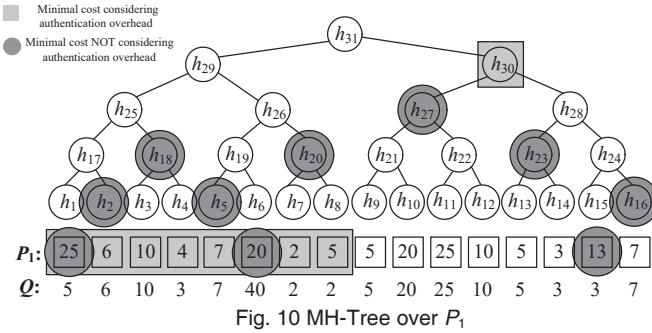 Minimal cost considering
authentication overhead
Minimal cost NOT considering
authentication overhead
h31
h29 h30
h25 h26 h27 h28
h17 h18 h19 h20 h21 h22 h23 h24
h1 h2 h3 h4 h5 h6 h7 h8 h9 h10 h11 h12 h13 h14 h15 h16
P1: 25 6 10 4 7 20 2 5 5 20 25 10 5 3 13 7
Q: 5 6 10 3 7 40 2 2 5 20 25 10 5 3 3 7
Fig. 10 MH-Tree over P1